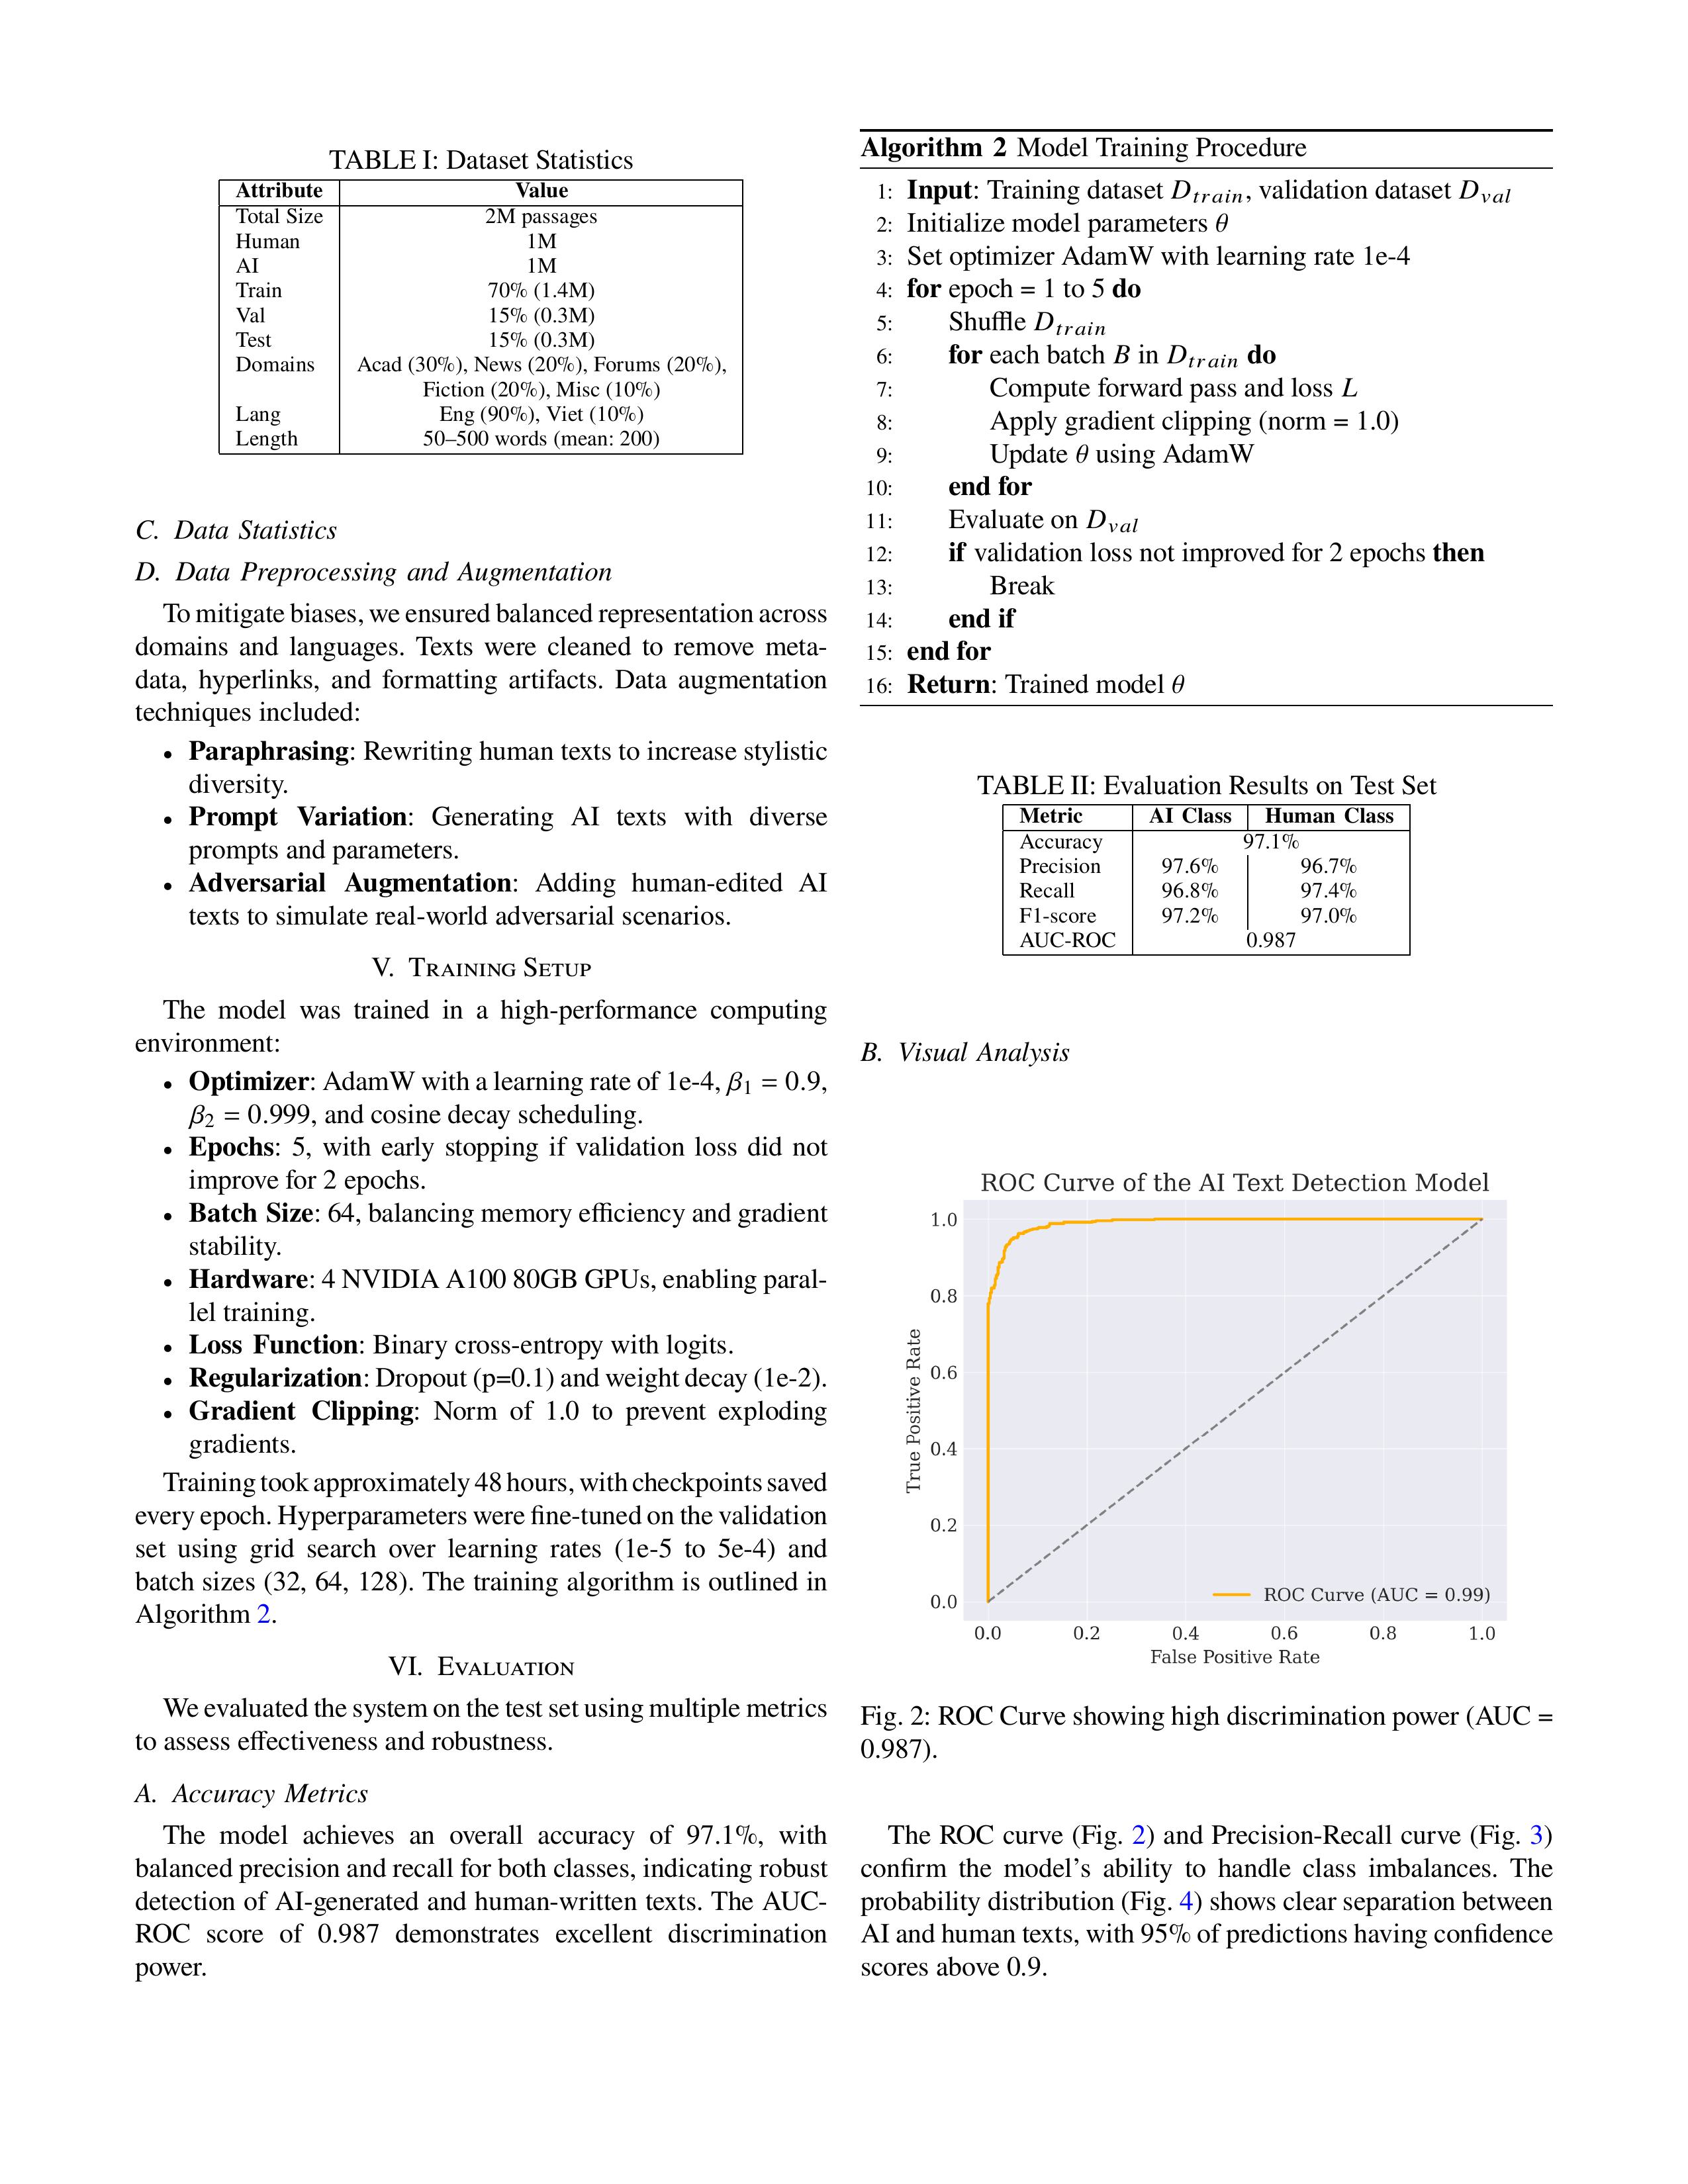 TABLE I: Dataset Statistics
Attribute Value
Total Size 2M passages
Human 1M
AI 1M
Train 70% (1.4M)
Val 15% (0.3M)
Test 15% (0.3M)
Domains Acad (30%), News (20%), Forums (20%),
Fiction (20%), Misc (10%)
Lang Eng (90%), Viet (10%)
Length 50–500 words (mean: 200)
C. Data Statistics
D. Data Preprocessing and Augmentation
To mitigate biases, we ensured balanced representation across
domains and languages. Texts were cleaned to remove meta-
data, hyperlinks, and formatting artifacts. Data augmentation
techniques included:
• Paraphrasing: Rewriting human texts to increase stylistic
diversity.
• Prompt Variation: Generating AI texts with diverse
prompts and parameters.
• Adversarial Augmentation: Adding human-edited AI
texts to simulate real-world adversarial scenarios.
V. Training Setup
The model was trained in a high-performance computing
environment:
• Optimizer: AdamW with a learning rate of 1e-4, β1 = 0.9,
β2 = 0.999, and cosine decay scheduling.
• Epochs: 5, with early stopping if validation loss did not
improve for 2 epochs.
• Batch Size: 64, balancing memory efficiency and gradient
stability.
• Hardware: 4 NVIDIA A100 80GB GPUs, enabling paral-
lel training.
• Loss Function: Binary cross-entropy with logits.
• Regularization: Dropout (p=0.1) and weight decay (1e-2).
• Gradient Clipping: Norm of 1.0 to prevent exploding
gradients.
Training took approximately 48 hours, with checkpoints saved
every epoch. Hyperparameters were fine-tuned on the validation
set using grid search over learning rates (1e-5 to 5e-4) and
batch sizes (32, 64, 128). The training algorithm is outlined in
Algorithm 2.
VI. Evaluation
We evaluated the system on the test set using multiple metrics
to assess effectiveness and robustness.
A. Accuracy Metrics
The model achieves an overall accuracy of 97.1%, with
balanced precision and recall for both classes, indicating robust
detection of AI-generated and human-written texts. The AUC-
ROC score of 0.987 demonstrates excellent discrimination
power.
Algorithm 2 Model Training Procedure
1: Input: Training dataset Dtrain, validation dataset Dval
2: Initialize model parameters θ
3: Set optimizer AdamW with learning rate 1e-4
4: for epoch = 1 to 5 do
5: Shuffle Dtrain
6: for each batch B in Dtrain do
7: Compute forward pass and loss L
8: Apply gradient clipping (norm = 1.0)
9: Update θ using AdamW
10: end for
11: Evaluate on Dval
12: if validation loss not improved for 2 epochs then
13: Break
14: end if
15: end for
16: Return: Trained model θ
TABLE II: Evaluation Results on Test Set
Metric AI Class Human Class
Accuracy 97.1%
Precision 97.6% 96.7%
Recall 96.8% 97.4%
F1-score 97.2% 97.0%
AUC-ROC 0.987
B. Visual Analysis
ROC Curve of the AI Text Detection Model
1.0
0.8
0.6
0.4
0.2
0.0
True Positive Rate
ROC Curve (AUC = 0.99)
0.0 0.2 0.4 0.6 0.8 1.0
False Positive Rate
Fig. 2: ROC Curve showing high discrimination power (AUC =
0.987).
The ROC curve (Fig. 2) and Precision-Recall curve (Fig. 3)
confirm the model's ability to handle class imbalances. The
probability distribution (Fig. 4) shows clear separation between
AI and human texts, with 95% of predictions having confidence
scores above 0.9.